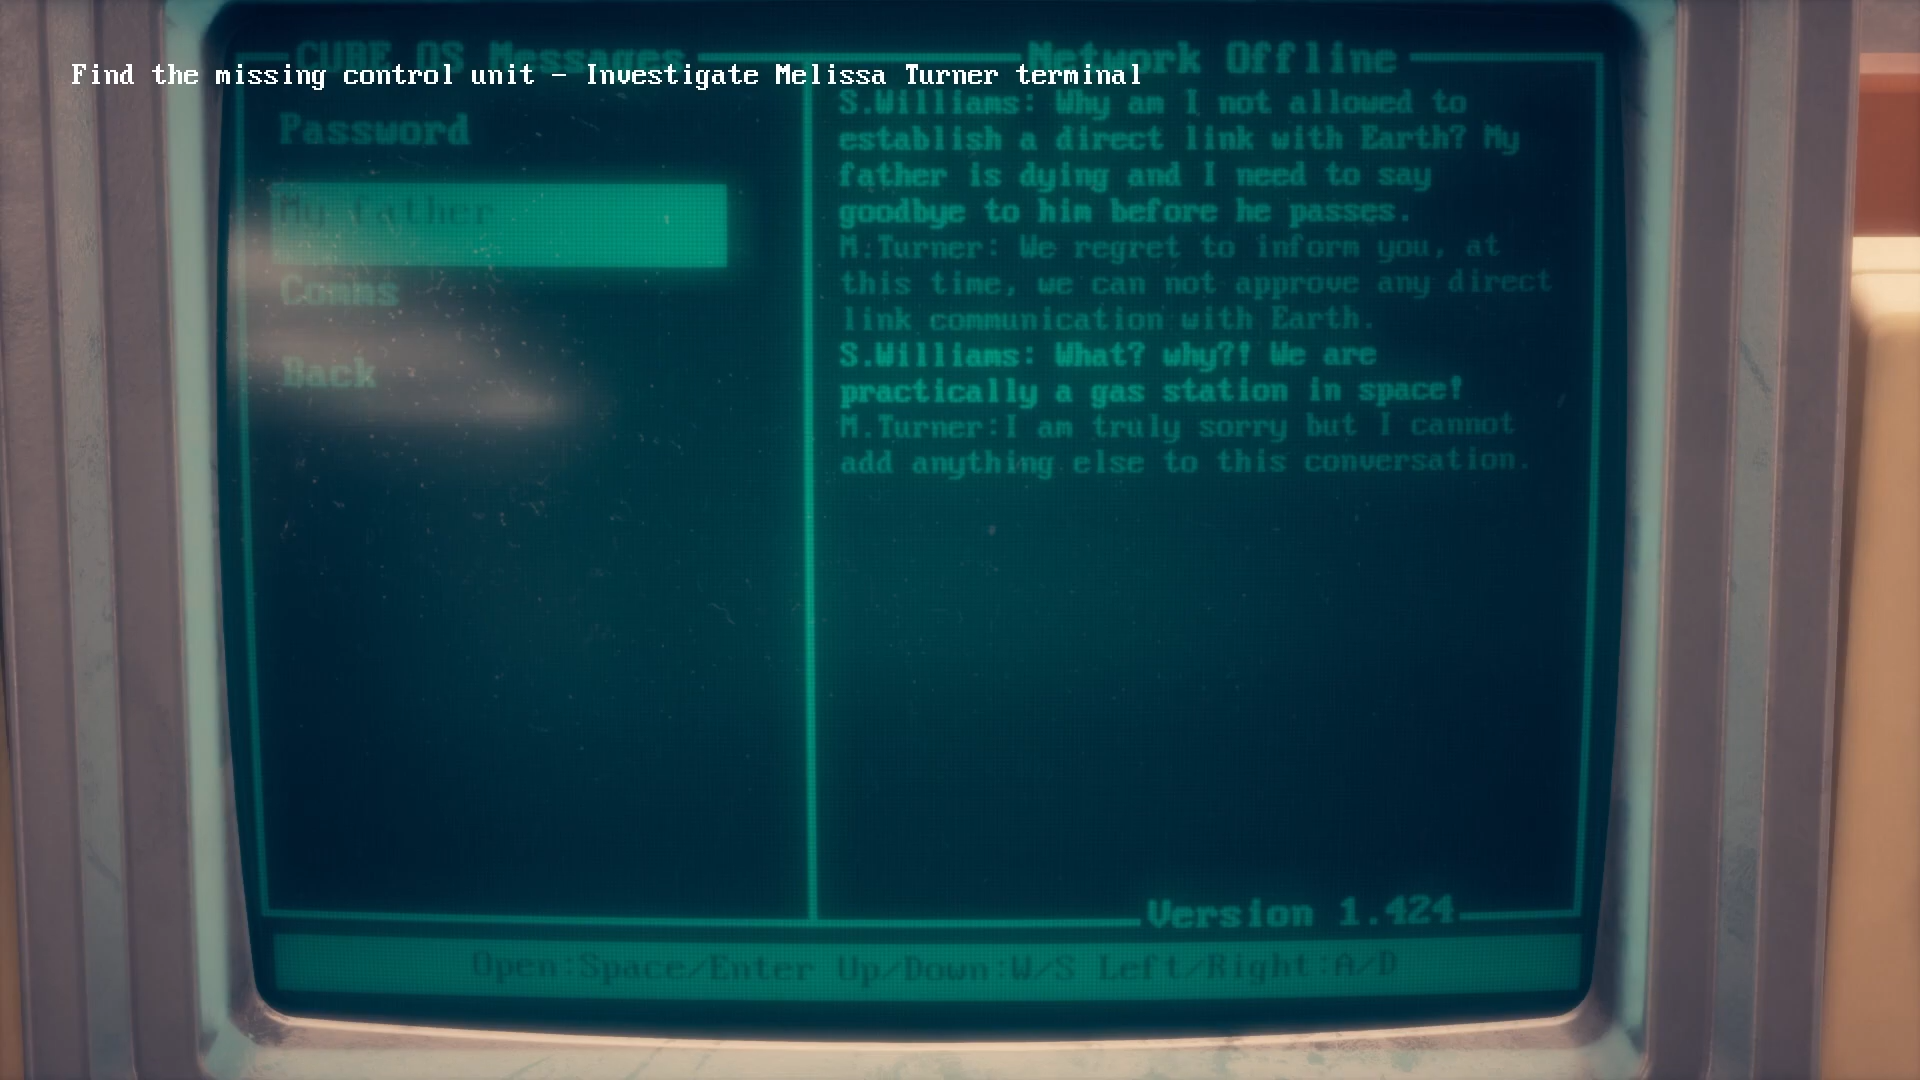 CUBE OS Messages
Network Offline
Find the missing control unit - Investigate Melissa Turner terminal
Password
My father
Comms
Back
S.Williams: Why am I not allowed to
establish a direct link with Earth? My
father is dying and I need to say
goodbye to him before he passes.
M.Turner: We regret to inform you, at
this time, we can not approve any direct
link communication with Earth.
S.Williams: What? why?! We are
practically a gas station in space!
M.Turner:I am truly sorry but I cannot
add anything else to this conversation.
Version 1.424
Open:Space/Enter Up/Down:W/S Left/Right:A/D